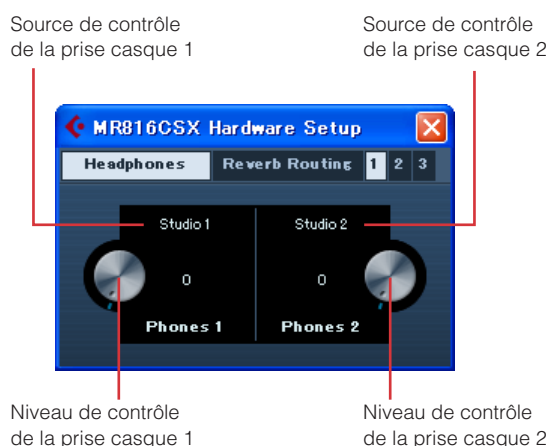 Source de contrôle
de la prise casque 1
Source de contrôle
de la prise casque 2
MR816CSX Hardware Setup
Headphones Reverb Routing 1 2 3
Studio 1 Studio 2
0 0
Phones 1 Phones 2
Niveau de contrôle
de la prise casque 1
Niveau de contrôle
de la prise casque 2